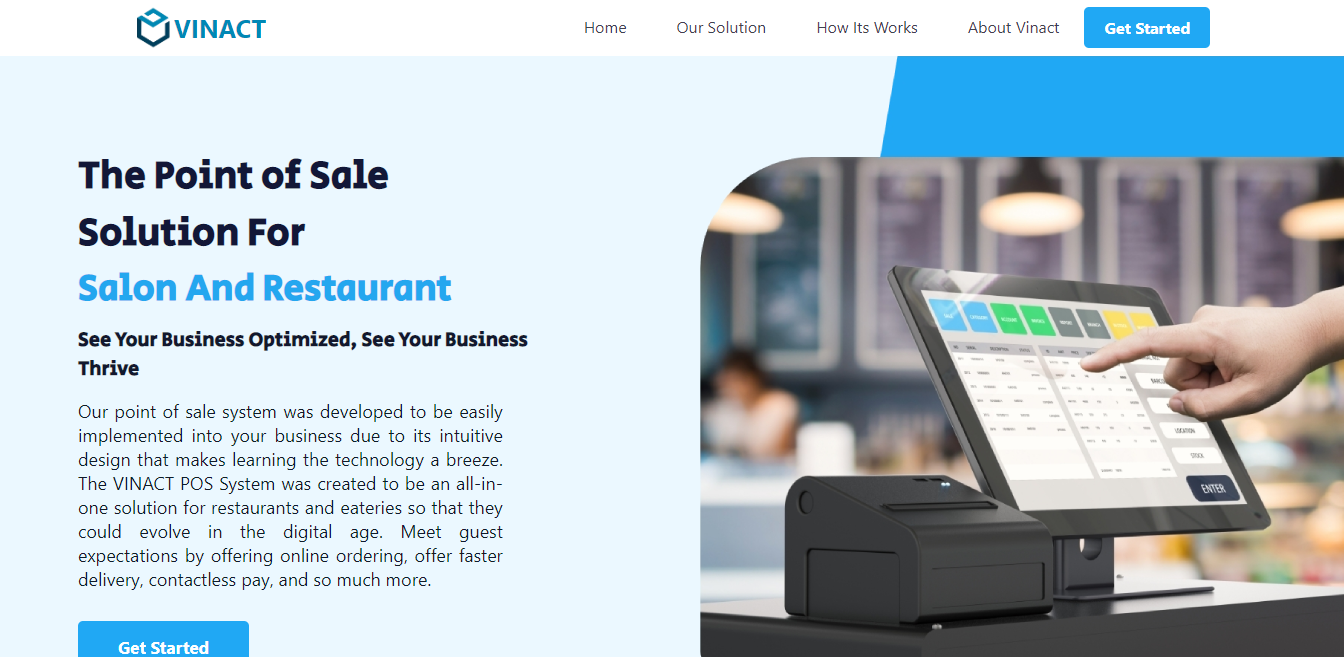 VINACT
Home
Our Solution
How Its Works
About Vinact
Get Started
The Point of Sale
Solution For
Salon And Restaurant
See Your Business Optimized, See Your Business
Thrive
Our point of sale system was developed to be easily
implemented into your business due to its intuitive
design that makes learning the technology a breeze.
The VINACT POS System was created to be an all-in-
one solution for restaurants and eateries so that they
could evolve in the digital age. Meet guest
expectations by offering online ordering, offer faster
delivery, contactless pay, and so much more.
Get Started
LOCATION
STOCK
ENTER